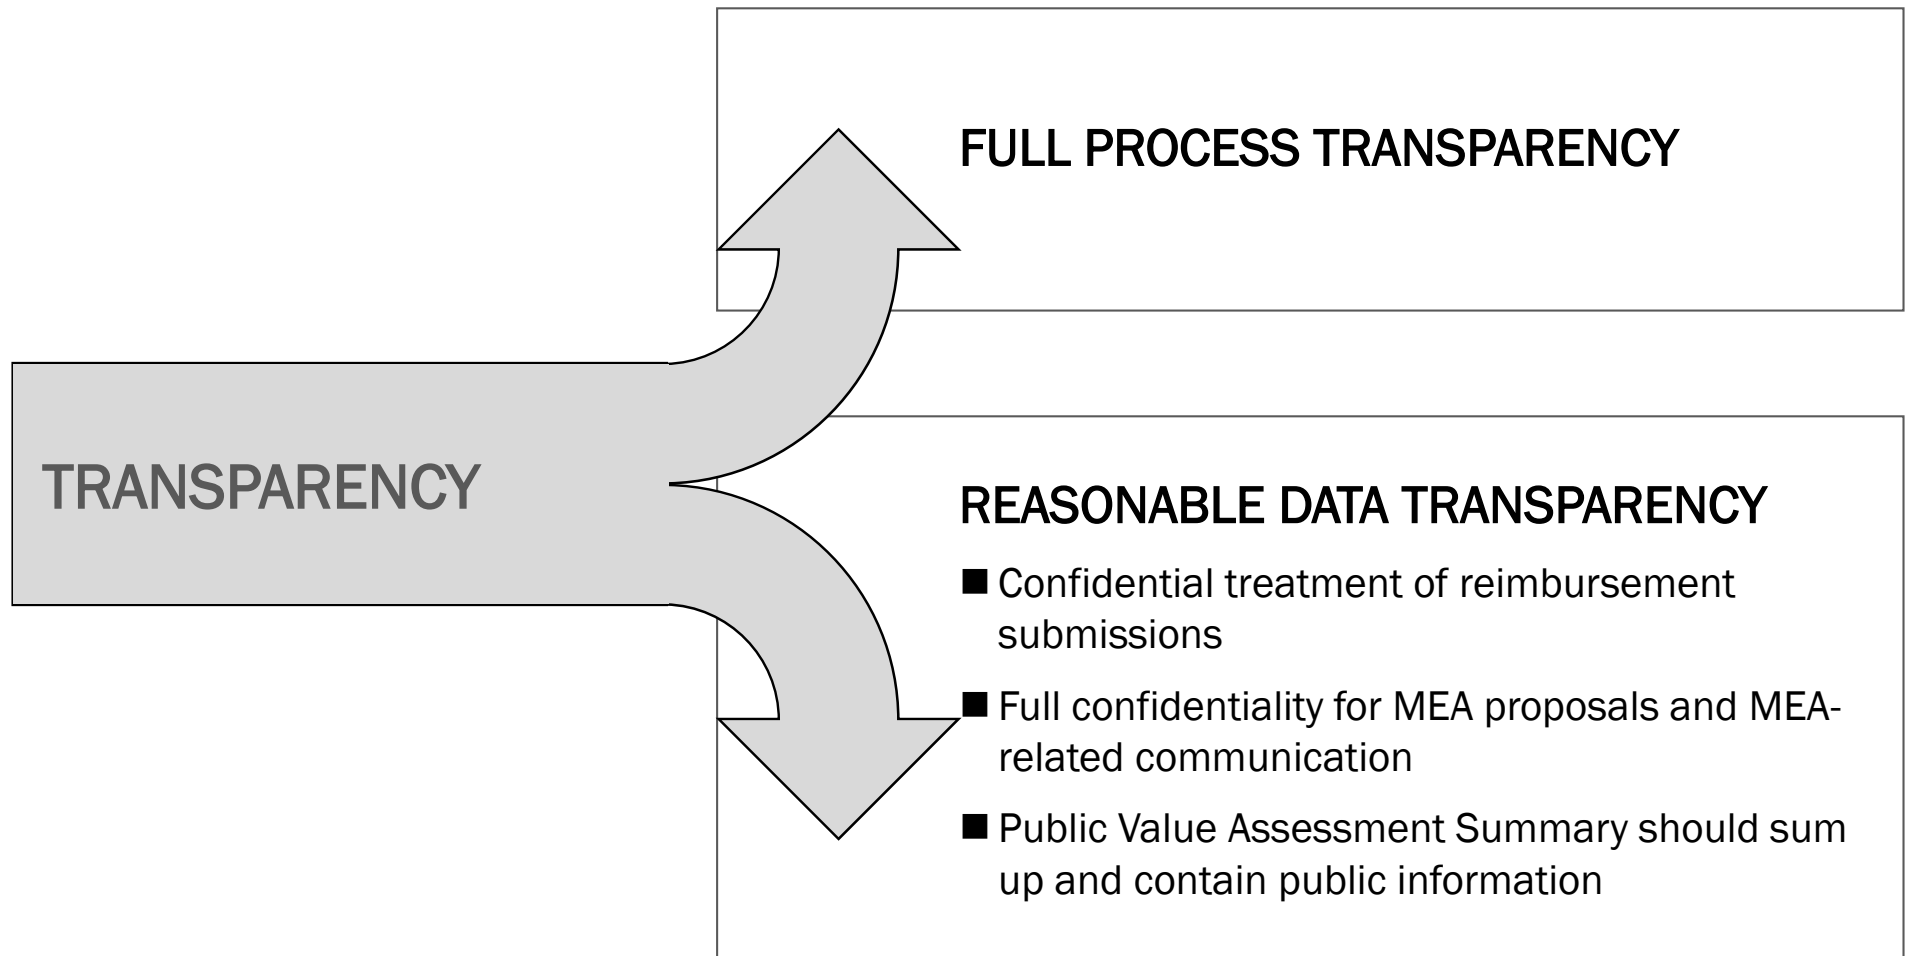 FULL PROCESS TRANSPARENCY
TRANSPARENCY
REASONABLE DATA TRANSPARENCY
■ Confidential treatment of reimbursement
submissions
■ Full confidentiality for MEA proposals and MEA-
related communication
■ Public Value Assessment Summary should sum
up and contain public information